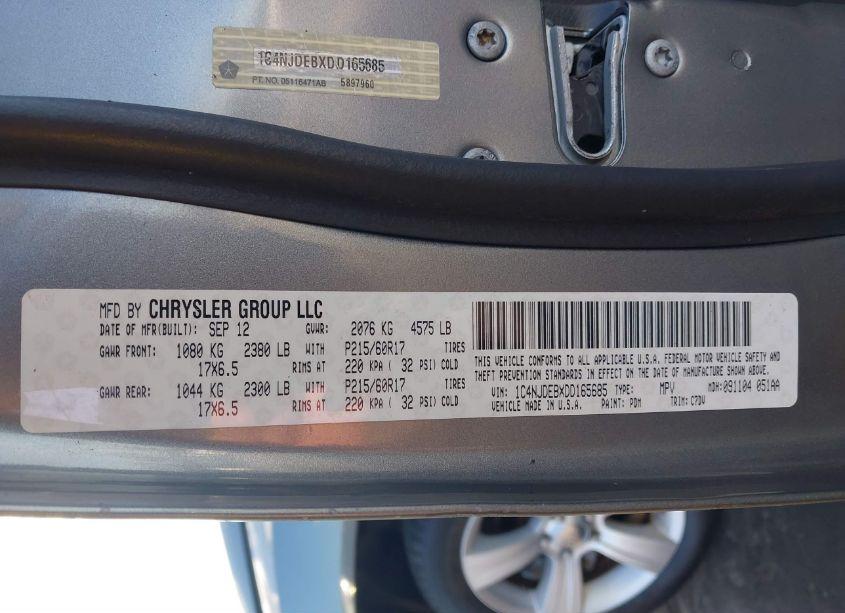 1C4NJDEBXDD165685
PT. NO. 05116471AB 5897960
MFD BY CHRYSLER GROUP LLC
DATE OF MFR(BUILT): SEP 12 GVWR: 2076 KG 4575 LB
GAWR FRONT: 1080 KG 2380 LB WITH P215/60R17 TIRES
17X6.5 RIMS AT 220 KPA ( 32 PSI) COLD
GAWR REAR: 1044 KG 2300 LB WITH P215/60R17 TIRES
17X6.5 RIMS AT 220 KPA ( 32 PSI) COLD
THIS VEHICLE CONFORMS TO ALL APPLICABLE U.S.A. FEDERAL MOTOR VEHICLE SAFETY AND
THEFT PREVENTION STANDARDS IN EFFECT ON THE DATE OF MANUFACTURE SHOWN ABOVE.
VIN: 1C4NJDEBXDD165685 TYPE: MPV MDH: 091104 051AA
VEHICLE MADE IN U.S.A. PAINT: PDM TRIM: C7DV